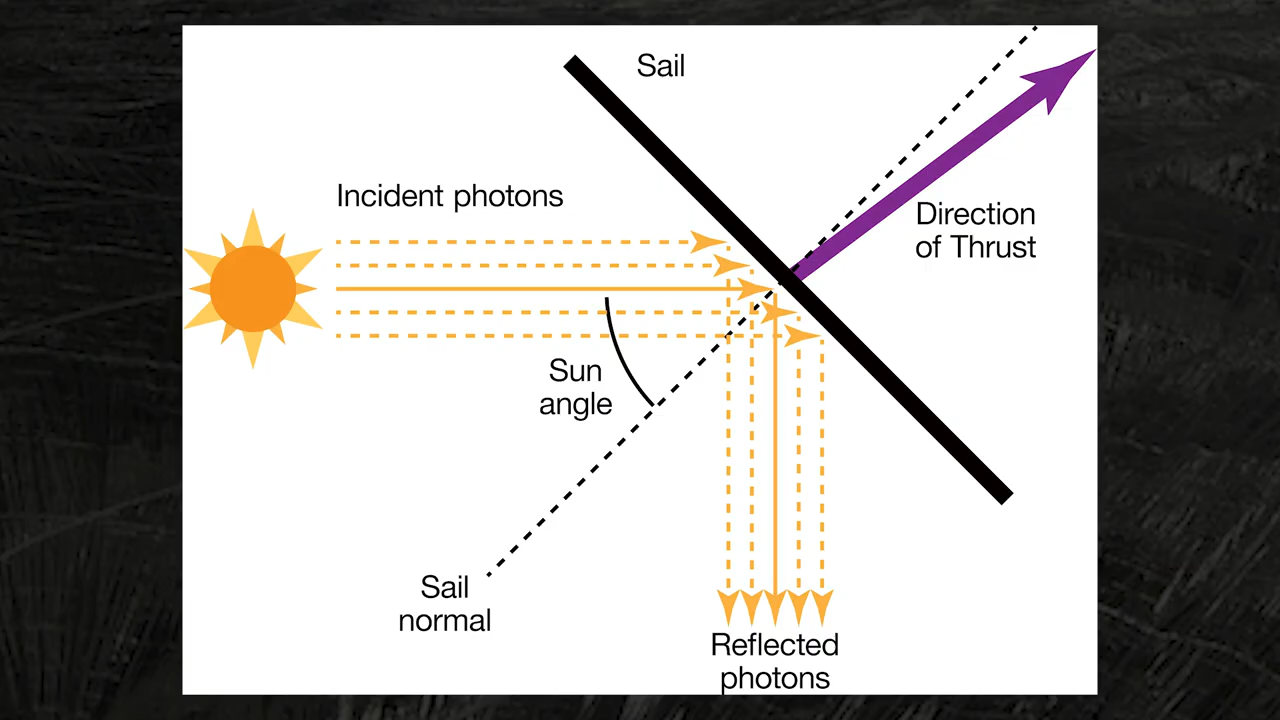 Sail
Incident photons
Direction
of Thrust
Sun
angle
Sail
normal
Reflected
photons